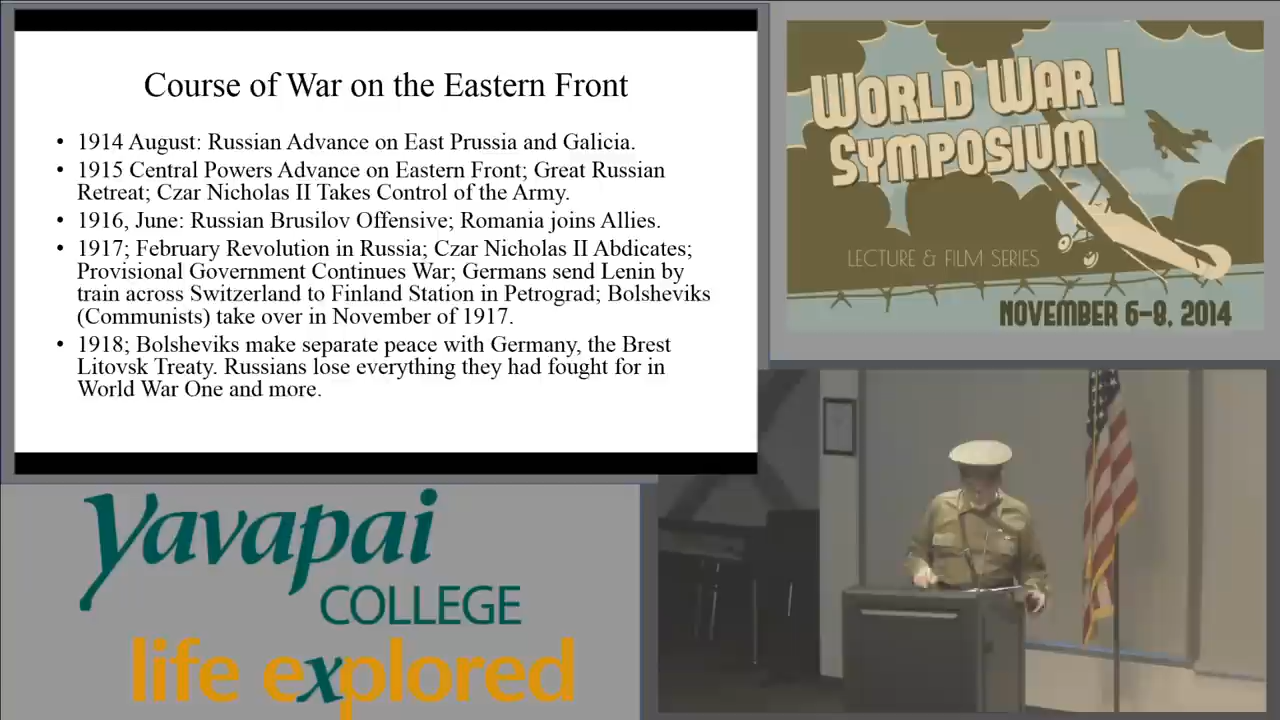 Course of War on the Eastern Front
• 1914 August: Russian Advance on East Prussia and Galicia.
• 1915 Central Powers Advance on Eastern Front; Great Russian
Retreat; Czar Nicholas II Takes Control of the Army.
• 1916, June: Russian Brusilov Offensive; Romania joins Allies.
• 1917; February Revolution in Russia; Czar Nicholas II Abdicates;
Provisional Government Continues War; Germans send Lenin by
train across Switzerland to Finland Station in Petrograd; Bolsheviks
(Communists) take over in November of 1917.
• 1918; Bolsheviks make separate peace with Germany, the Brest
Litovsk Treaty. Russians lose everything they had fought for in
World War One and more.
WORLD WAR I
SYMPOSIUM
LECTURE & FILM SERIES
NOVEMBER 6-8, 2014
Yavapai
COLLEGE
life explored